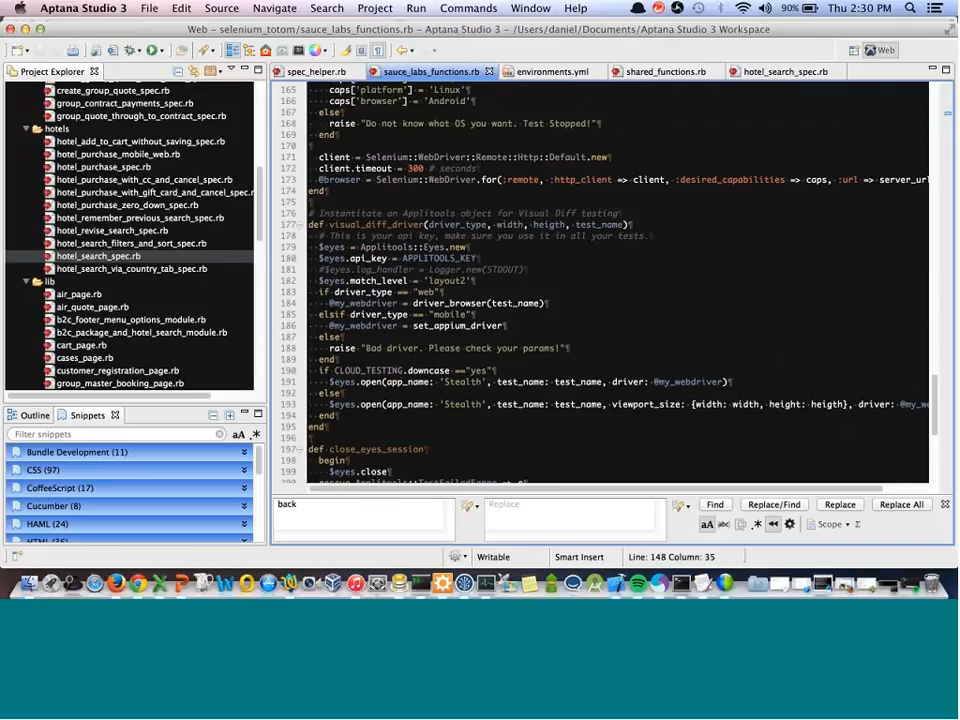 Aptana Studio 3 File Edit Source Navigate Search Project Run Commands Window Help 90% Thu 2:30 PM
Web - selenium_totom/sauce_labs_functions.rb - Aptana Studio 3 - /Users/daniel/Documents/Aptana Studio 3 Workspace
Web
Project Explorer
spec_helper.rb sauce_labs_functions.rb environments.yml shared_functions.rb hotel_search_spec.rb
create_group_quote_spec.rb
group_contract_payments_spec.rb
group_quote_through_to_contract_spec.rb
hotels
hotel_add_to_cart_without_saving_spec.rb
hotel_purchase_mobile_web.rb
hotel_purchase_spec.rb
hotel_purchase_with_cc_and_cancel_spec.rb
hotel_purchase_with_gift_card_and_cancel_spec.r
hotel_purchase_zero_down_spec.rb
hotel_remember_previous_search_spec.rb
hotel_revise_search_spec.rb
hotel_search_filters_and_sort_spec.rb
hotel_search_spec.rb
hotel_search_via_country_tab_spec.rb
lib
air_page.rb
air_quote_page.rb
b2c_footer_menu_options_module.rb
b2c_package_and_hotel_search_module.rb
cart_page.rb
cases_page.rb
customer_registration_page.rb
group_master_booking_page.rb
165 caps['platform'] = 'Linux'
166 caps['browser'] = 'Android'
167 else
168 raise "Do not know what OS you want. Test Stopped!"
169 end
170
171 client = Selenium::WebDriver::Remote::Http::Default.new
172 client.timeout = 300 # seconds
173 @browser = Selenium::WebDriver.for(:remote, :http_client => client, :desired_capabilities => caps, :url => server_url
174 end
175
176 # Instantitate an Applitools object for Visual Diff testing
177 def visual_diff_driver(driver_type, width, heigth, test_name)
178 # This is your api key, make sure you use it in all your tests.
179 $eyes = Applitools::Eyes.new
180 $eyes.api_key = APPLITOOLS_KEY
181 #$eyes.log_handler = Logger.new(STDOUT)
182 $eyes.match_level = 'layout2'
183 if driver_type == "web"
184 @my_webdriver = driver_browser(test_name)
185 elsif driver_type == "mobile"
186 @my_webdriver = set_appium_driver
187 else
188 raise "Bad driver. Please check your params!"
189 end
190 if CLOUD_TESTING.downcase =="yes"
191 $eyes.open(app_name: 'Stealth', test_name: test_name, driver: @my_webdriver)
192 else
193 $eyes.open(app_name: 'Stealth', test_name: test_name, viewport_size: {width: width, height: heigth}, driver: @my_w
194 end
195 end
196
197 def close_eyes_session
198 begin
199 $eyes.close
Outline Snippets
Filter snippets aA .*
Bundle Development (11)
CSS (97)
CoffeeScript (17)
Cucumber (8)
HAML (24)
back Replace Find Replace/Find Replace Replace All
aA .* Scope Σ
Writable Smart Insert Line: 148 Column: 35